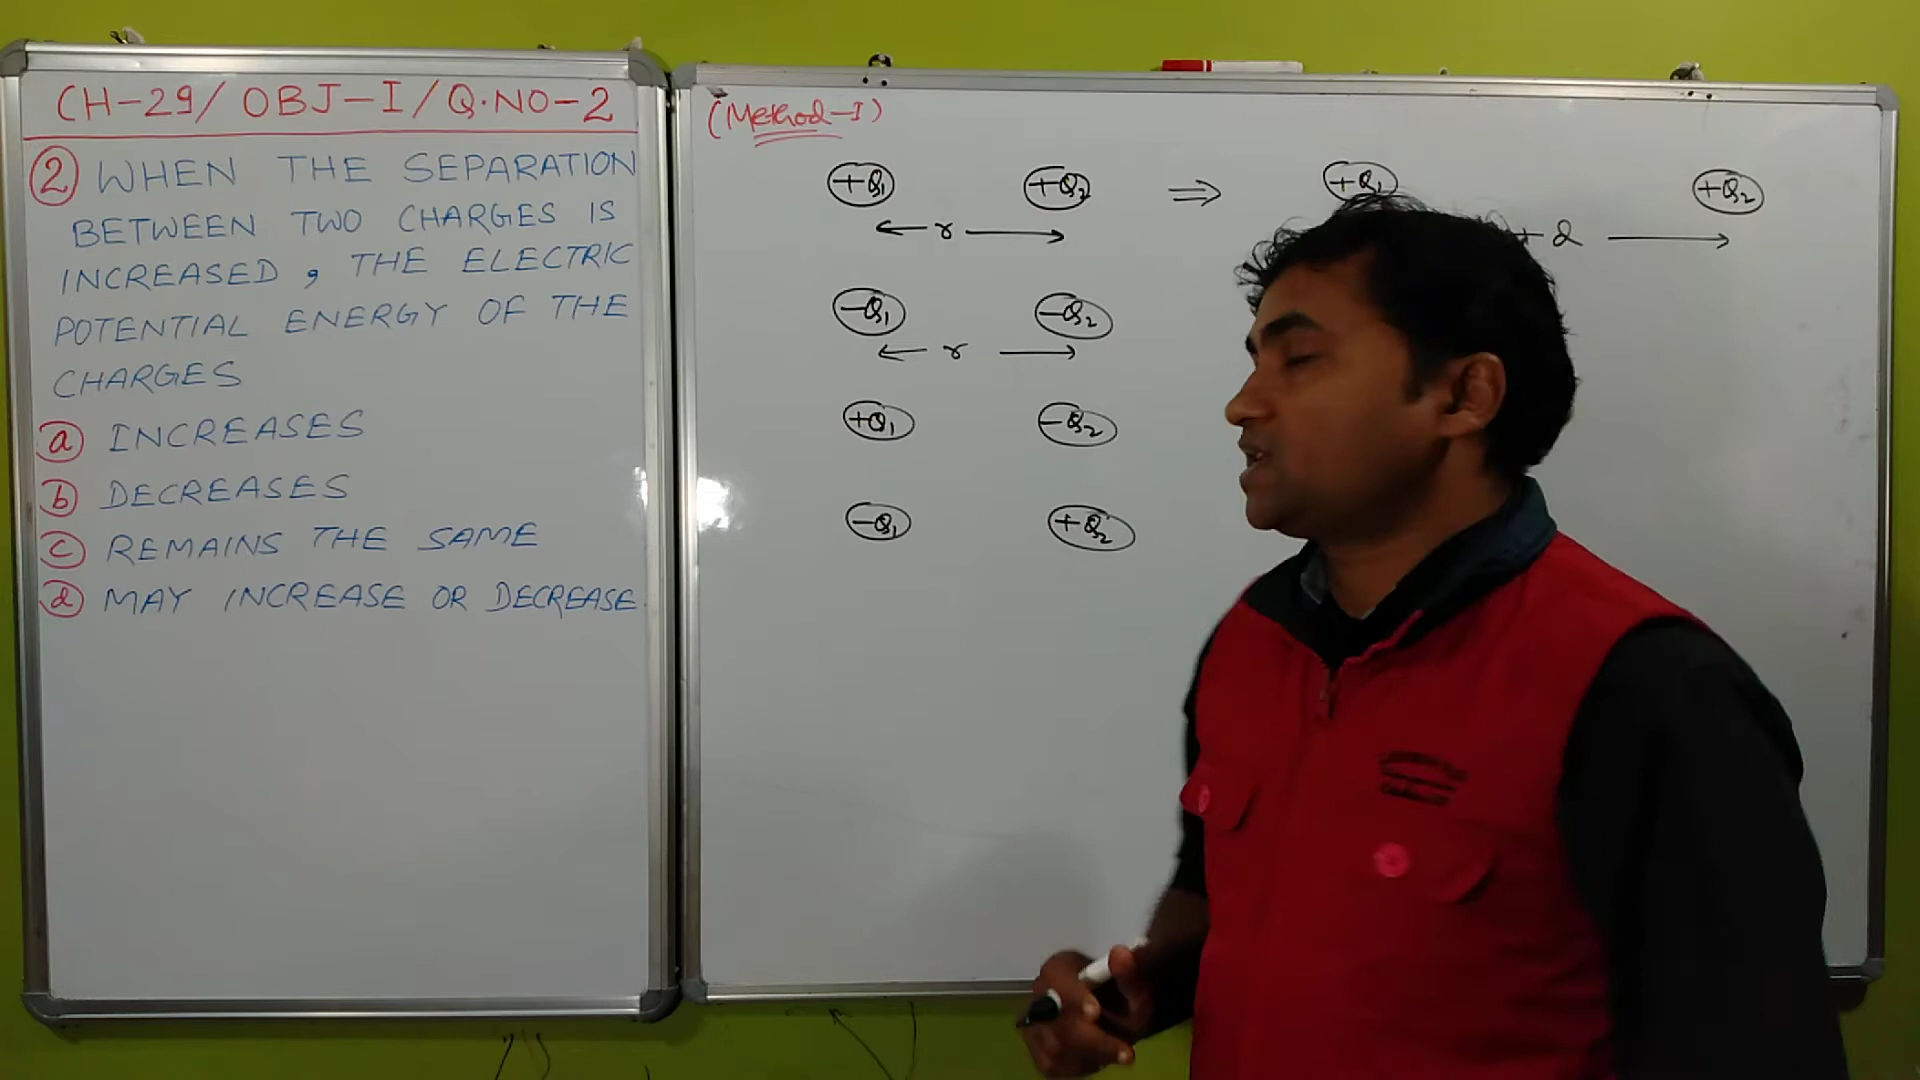 CH-29/ OBJ-I/Q.NO-2
② WHEN THE SEPARATION
BETWEEN TWO CHARGES IS
INCREASED, THE ELECTRIC
POTENTIAL ENERGY OF THE
CHARGES
ⓐ INCREASES
ⓑ DECREASES
ⓒ REMAINS THE SAME
ⓓ MAY INCREASE OR DECREASE
(Method-I)
+Q₁ +Q₂ ⇒ +Q₁ +Q₂
← r → + d →
-Q₁ -Q₂
← r →
+Q₁ -Q₂
-Q₁ +Q₂